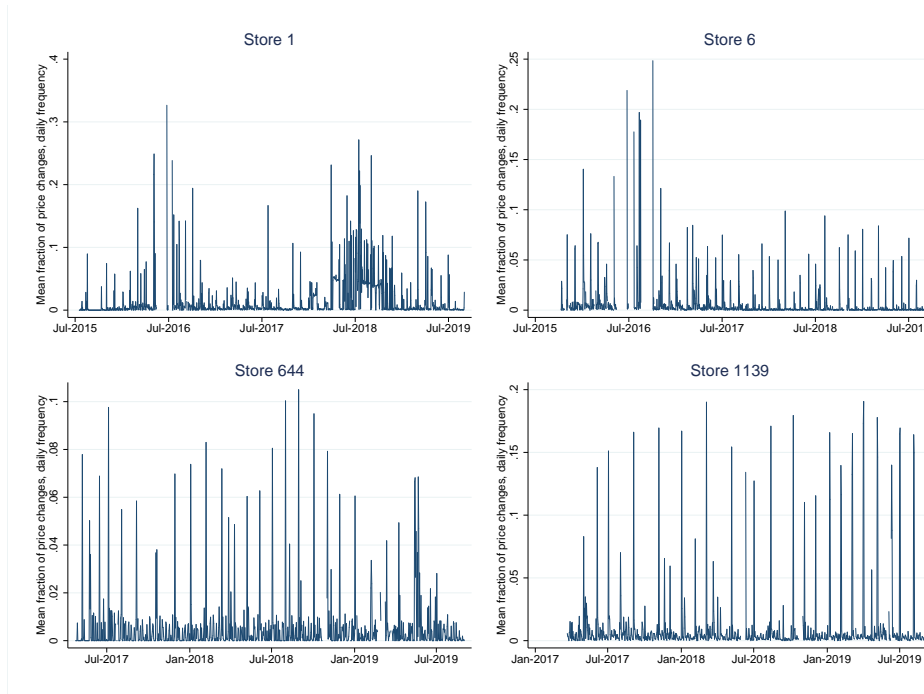 Store 1
Mean fraction of price changes, daily frequency
0 .1 .2 .3 .4
Jul-2015 Jul-2016 Jul-2017 Jul-2018 Jul-2019
Store 6
Mean fraction of price changes, daily frequency
0 .05 .1 .15 .2 .25
Jul-2015 Jul-2016 Jul-2017 Jul-2018 Jul-201
Store 644
Mean fraction of price changes, daily frequency
0 .02 .04 .06 .08 .1
Jul-2017 Jan-2018 Jul-2018 Jan-2019 Jul-2019
Store 1139
Mean fraction of price changes, daily frequency
0 .05 .1 .15 .2
Jan-2017 Jul-2017 Jan-2018 Jul-2018 Jan-2019 Jul-2019